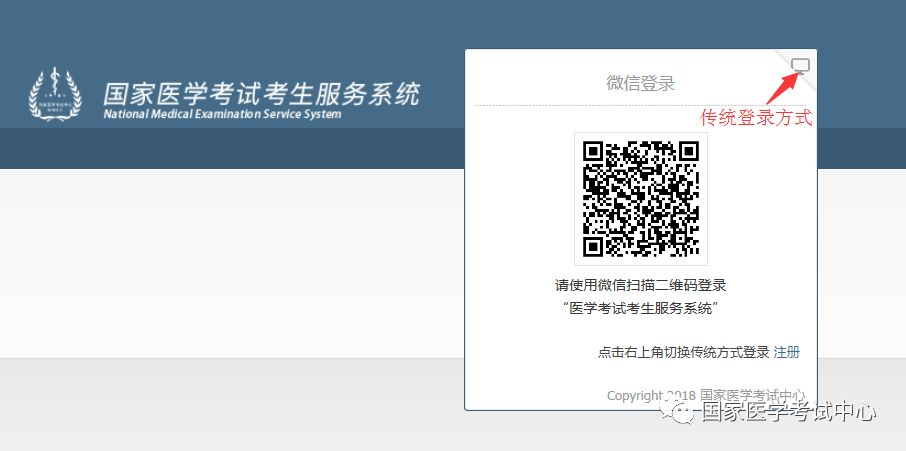 国家医学考试考生服务系统
National Medical Examination Service System
微信登录
传统登录方式
请使用微信扫描二维码登录
“医学考试考生服务系统”
点击右上角切换传统方式登录 注册
Copyright 2018 国家医学考试中心
国家医学考试中心